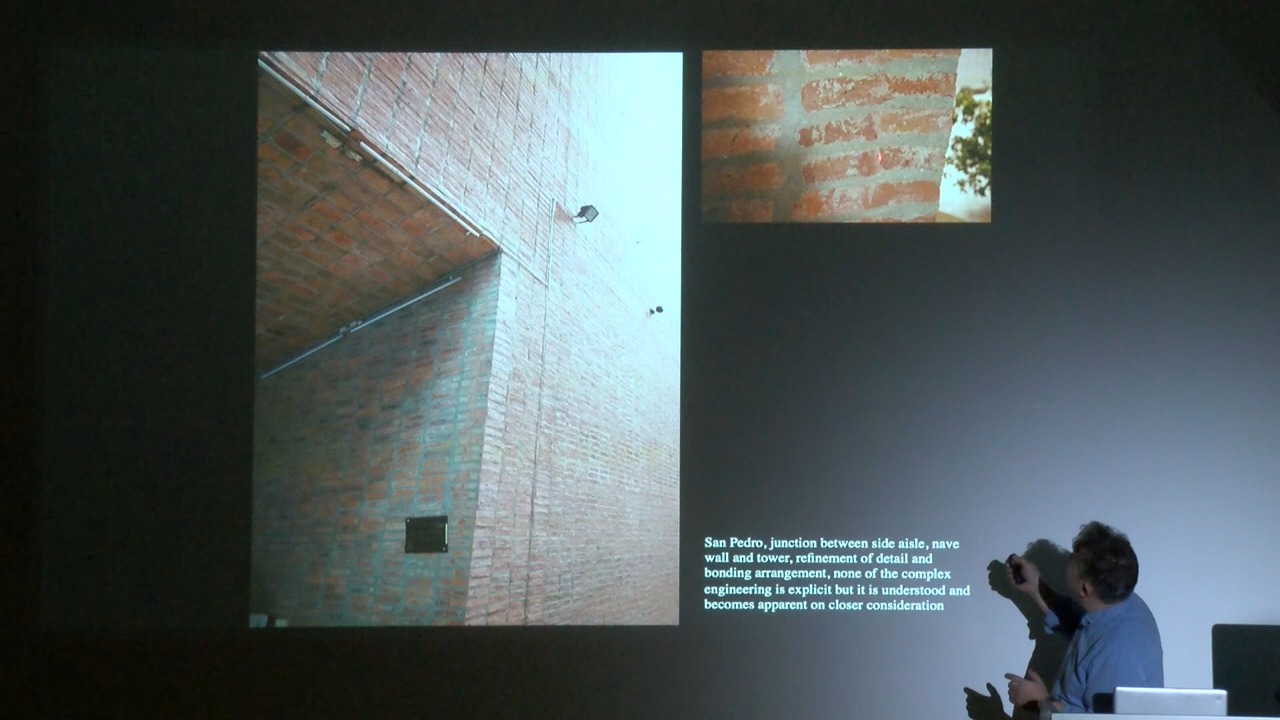 San Pedro, junction between side aisle, nave
wall and tower, refinement of detail and
bonding arrangement, none of the complex
engineering is explicit but it is understood and
becomes apparent on closer consideration